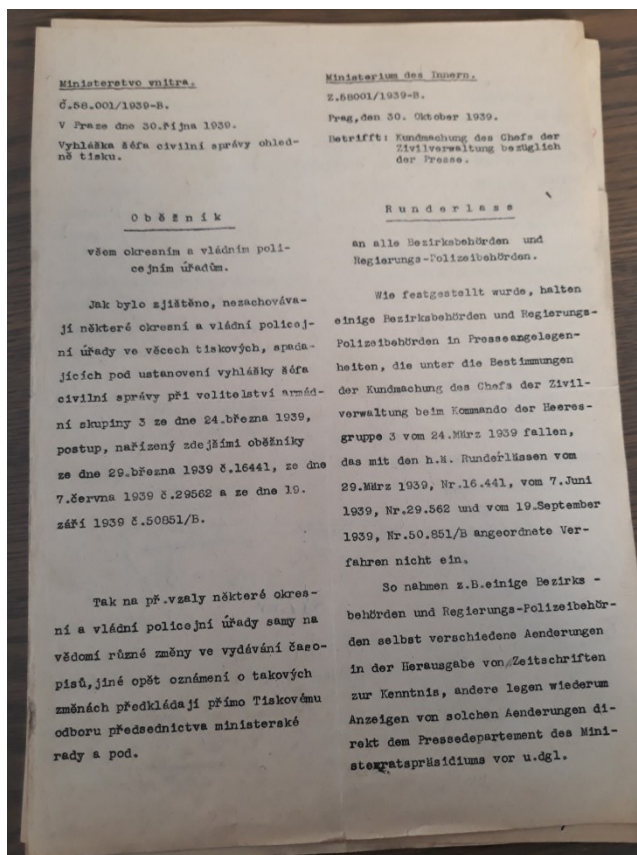 Ministerstvo vnitra.
Č.58.001/1939-B.
V Praze dne 30.října 1939.
Vyhláška šéfa civilní správy ohled-
ně tisku.
O b ě ž n í k
všem okresním a vládním poli-
cejním úřadům.
Jak bylo zjištěno, nezachováva-
jí některé okresní a vládní policej-
ní úřady ve věcech tiskových, spada-
jících pod ustanovení vyhlášky šéfa
civilní správy při velitelství armád-
ní skupiny 3 ze dne 24.března 1939,
postup, nařízený zdejšími oběžníky
ze dne 29.března 1939 č.16441, ze dne
7.června 1939 č.29562 a ze dne 19.
září 1939 č.50851/B.
Tak na př.vzaly některé okres-
ní a vládní policejní úřady samy na
vědomí různé změny ve vydávání časo-
pisů,jiné opět oznámení o takových
změnách předkládají přímo Tiskovému
odboru předsednictva ministerské
rady a pod.
Ministerium des Innern.
Z.58001/1939-B.
Prag,den 30. Oktober 1939.
Betrifft: Kundmachung des Chefs der
Zivilverwaltung bezüglich
der Presse.
R u n d e r l a s s
an alle Bezirksbehörden und
Regierungs-Polizeibehörden.
Wie festgestellt wurde, halten
einige Bezirksbehörden und Regierungs-
Polizeibehörden in Presseangelegen-
heiten, die unter die Bestimmungen
der Kundmachung des Chefs der Zivil-
verwaltung beim Kommando der Heeres-
gruppe 3 vom 24.März 1939 fallen,
das mit den h.M. Runderlässen vom
29.März 1939, Nr.16.441, vom 7.Juni
1939, Nr.29.562 und vom 19.September
1939, Nr.50.851/B angeordnete Ver-
fahren nicht ein.
So nahmen z.B.einige Bezirks -
behörden und Regierungs-Polizeibehör-
den selbst verschiedene Aenderungen
in der Herausgabe von Zeitschriften
zur Kenntnis, andere legen wiederum
Anzeigen von solchen Aenderungen di-
rekt dem Pressedepartement des Mini-
sterratspräsidiums vor u.dgl.